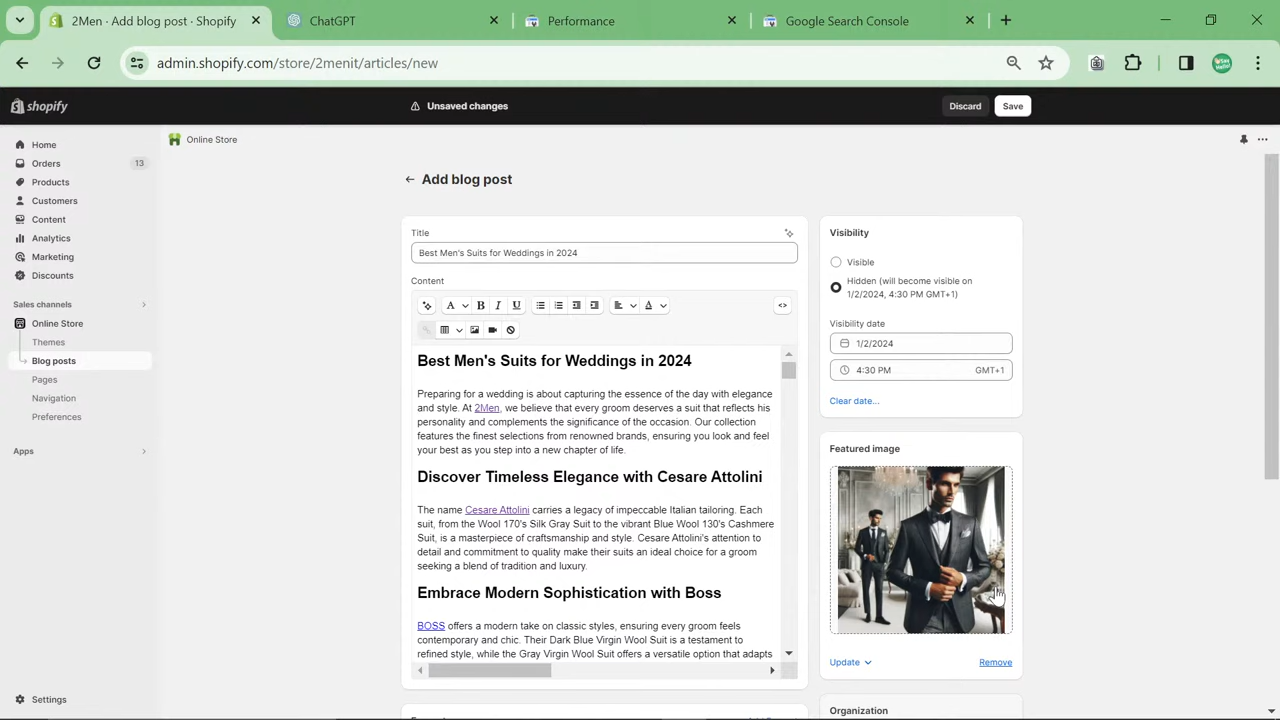 2Men · Add blog post · Shopify
ChatGPT
Performance
Google Search Console
admin.shopify.com/store/2menit/articles/new
shopify
Unsaved changes
Discard
Save
Home
Orders
13
Products
Customers
Content
Analytics
Marketing
Discounts
Sales channels
Online Store
Themes
Blog posts
Pages
Navigation
Preferences
Apps
Settings
Online Store
Add blog post
Title
Best Men's Suits for Weddings in 2024
Content
A
B
I
U
A
Best Men's Suits for Weddings in 2024
Preparing for a wedding is about capturing the essence of the day with elegance
and style. At 2Men, we believe that every groom deserves a suit that reflects his
personality and complements the significance of the occasion. Our collection
features the finest selections from renowned brands, ensuring you look and feel
your best as you step into a new chapter of life.
Discover Timeless Elegance with Cesare Attolini
The name Cesare Attolini carries a legacy of impeccable Italian tailoring. Each
suit, from the Wool 170's Silk Gray Suit to the vibrant Blue Wool 130's Cashmere
Suit, is a masterpiece of craftsmanship and style. Cesare Attolini's attention to
detail and commitment to quality make their suits an ideal choice for a groom
seeking a blend of tradition and luxury.
Embrace Modern Sophistication with Boss
BOSS offers a modern take on classic styles, ensuring every groom feels
contemporary and chic. Their Dark Blue Virgin Wool Suit is a testament to
refined style, while the Gray Virgin Wool Suit offers a versatile option that adapts
Visibility
Visible
Hidden (will become visible on
1/2/2024, 4:30 PM GMT+1)
Visibility date
1/2/2024
4:30 PM
GMT+1
Clear date...
Featured image
Update
Remove
Organization